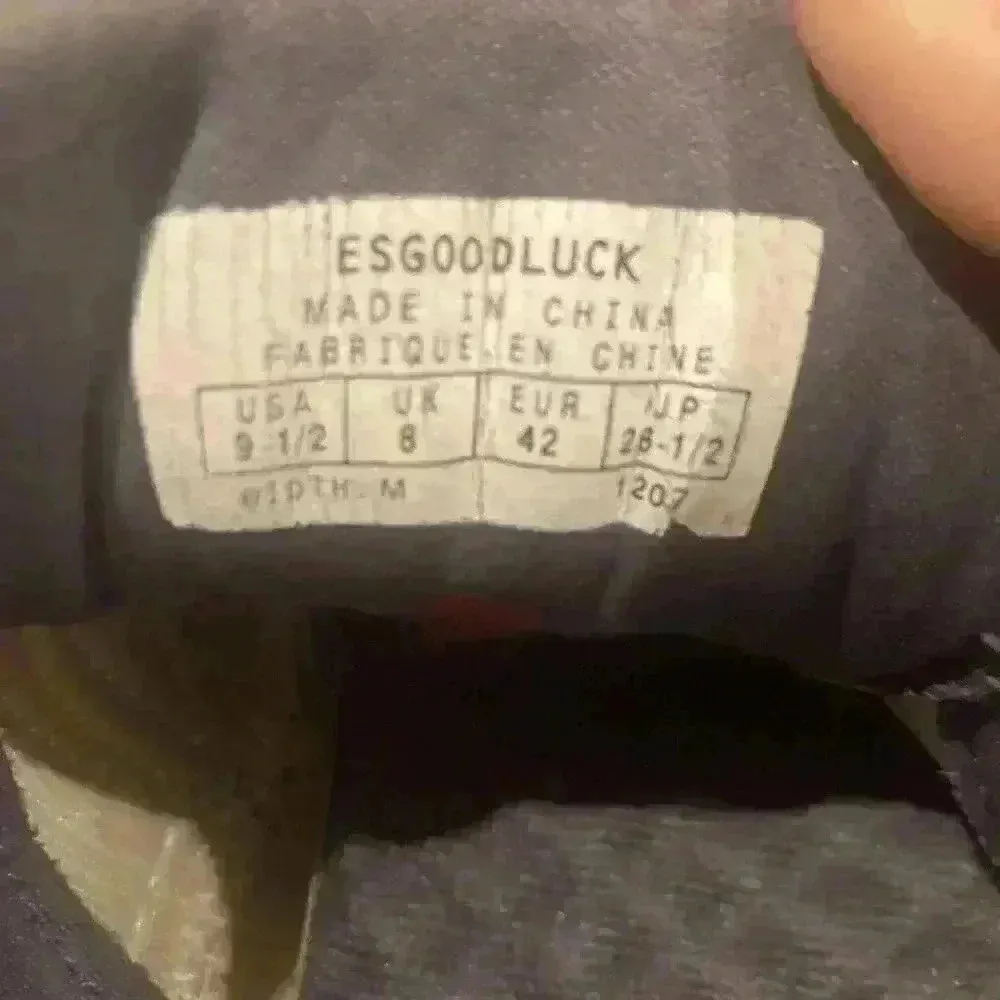 ESGOODLUCK
MADE IN CHINA
FABRIQUE EN CHINE
USA UK EUR JP
9-1/2 8 42 26-1/2
WIDTH M 1207